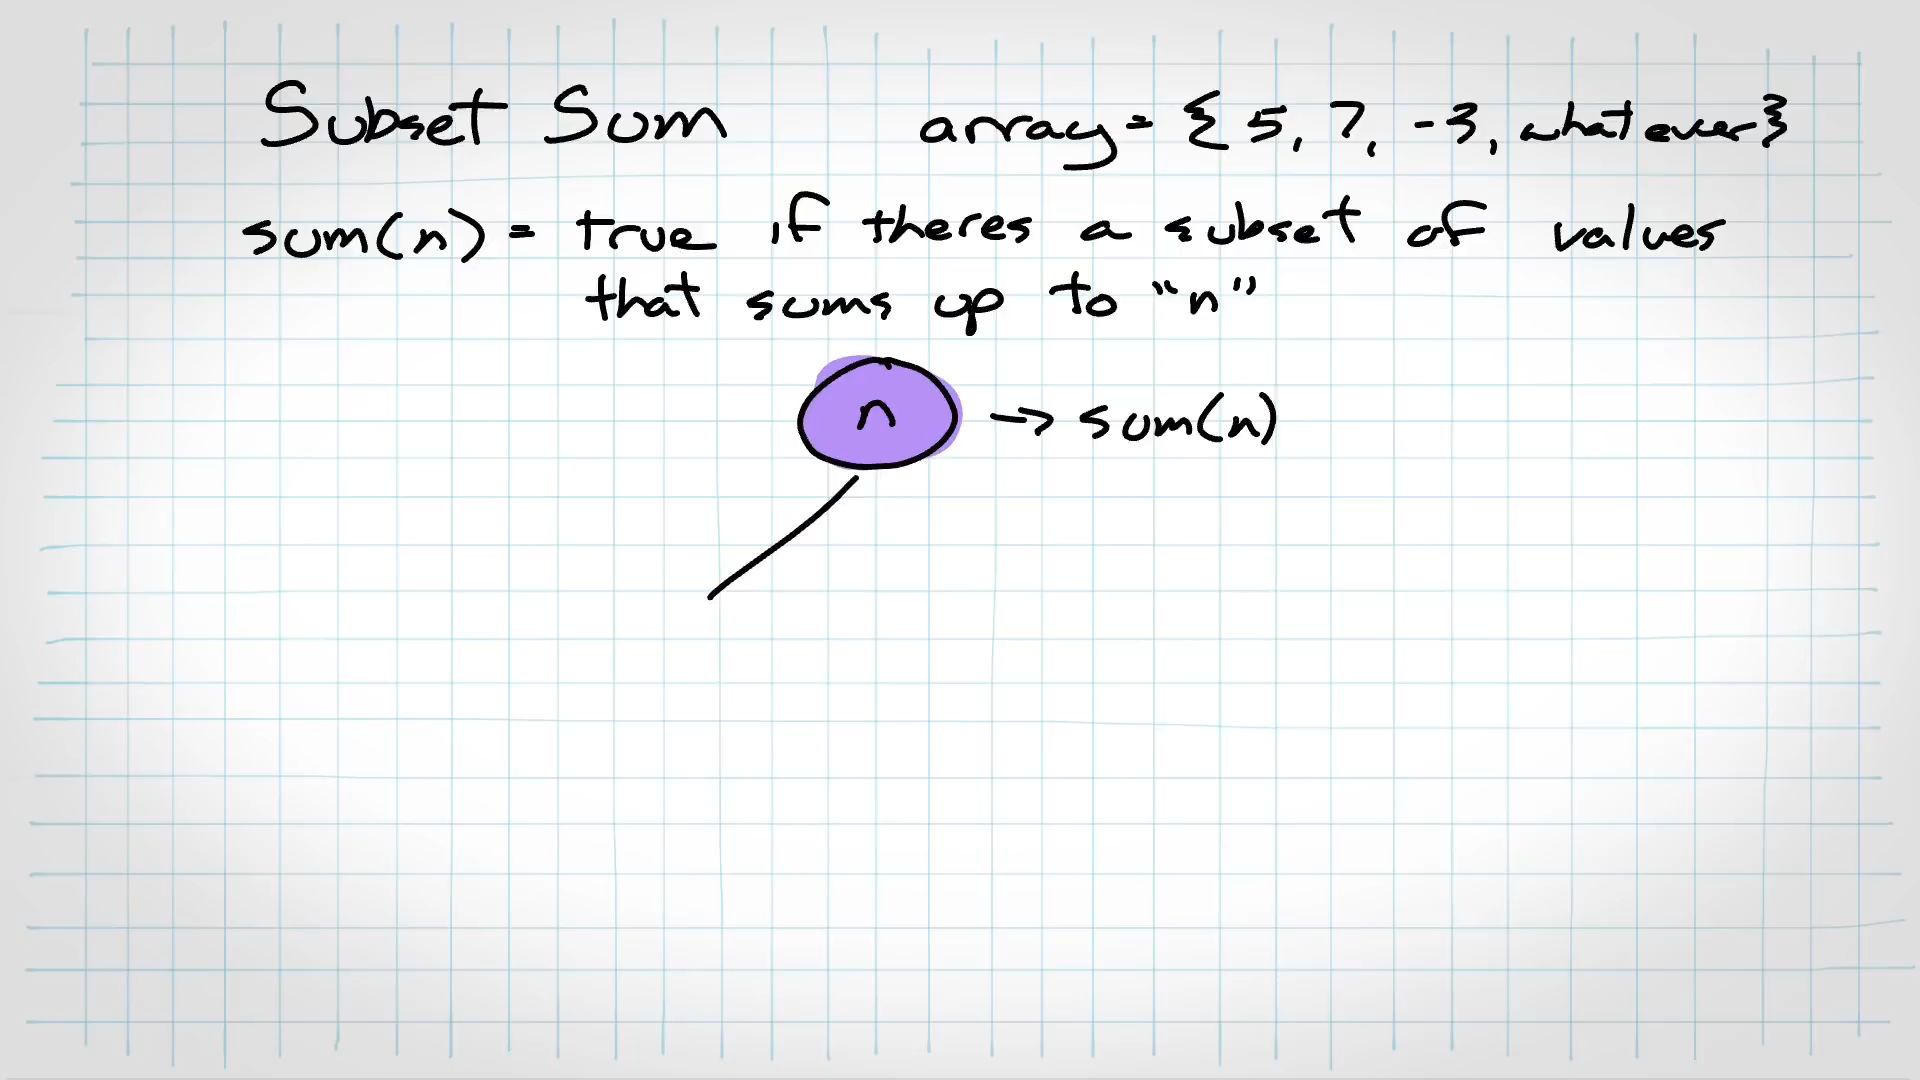 Subset Sum array = {5, 7, -3, whatever}
sum(n) = true if theres a subset of values
that sums up to "n"
n → sum(n)